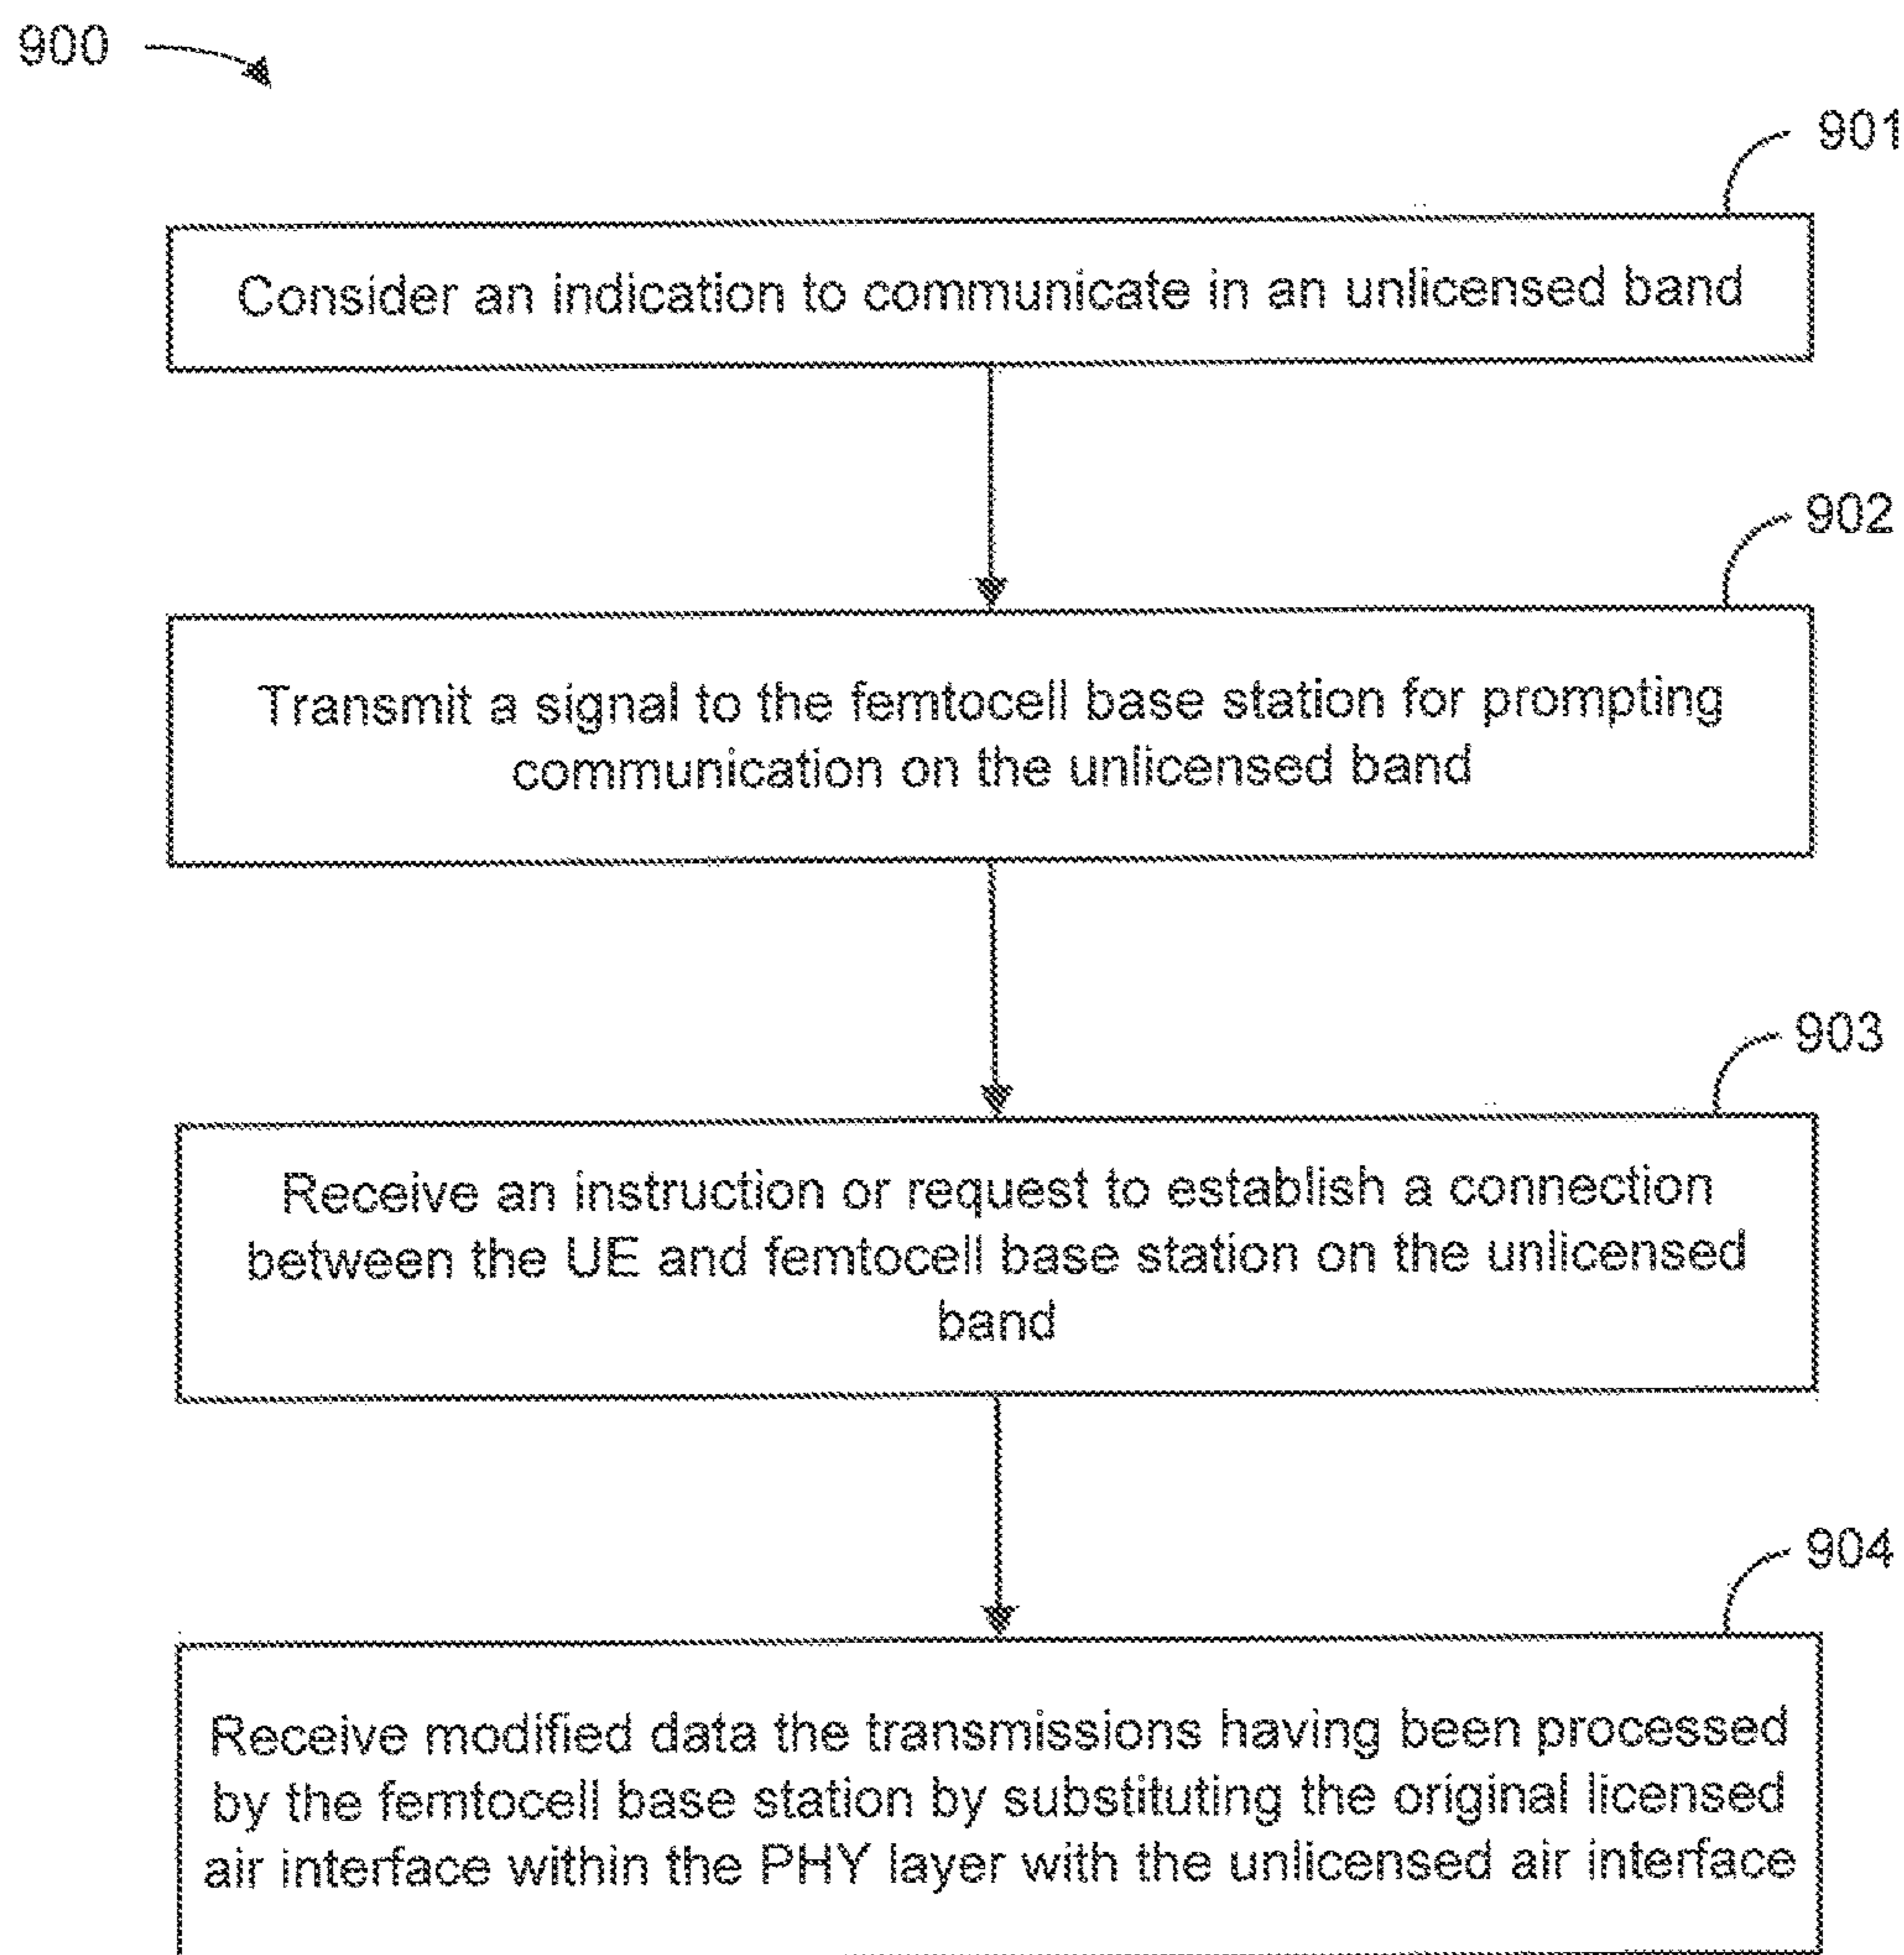 900
901
Consider an indication to communicate in an unlicensed band
902
Transmit a signal to the femtocell base station for prompting
communication on the unlicensed band
903
Receive an instruction or request to establish a connection
between the UE and femtocell base station on the unlicensed
band
904
Receive modified data the transmissions having been processed
by the femtocell base station by substituting the original licensed
air interface within the PHY layer with the unlicensed air interface